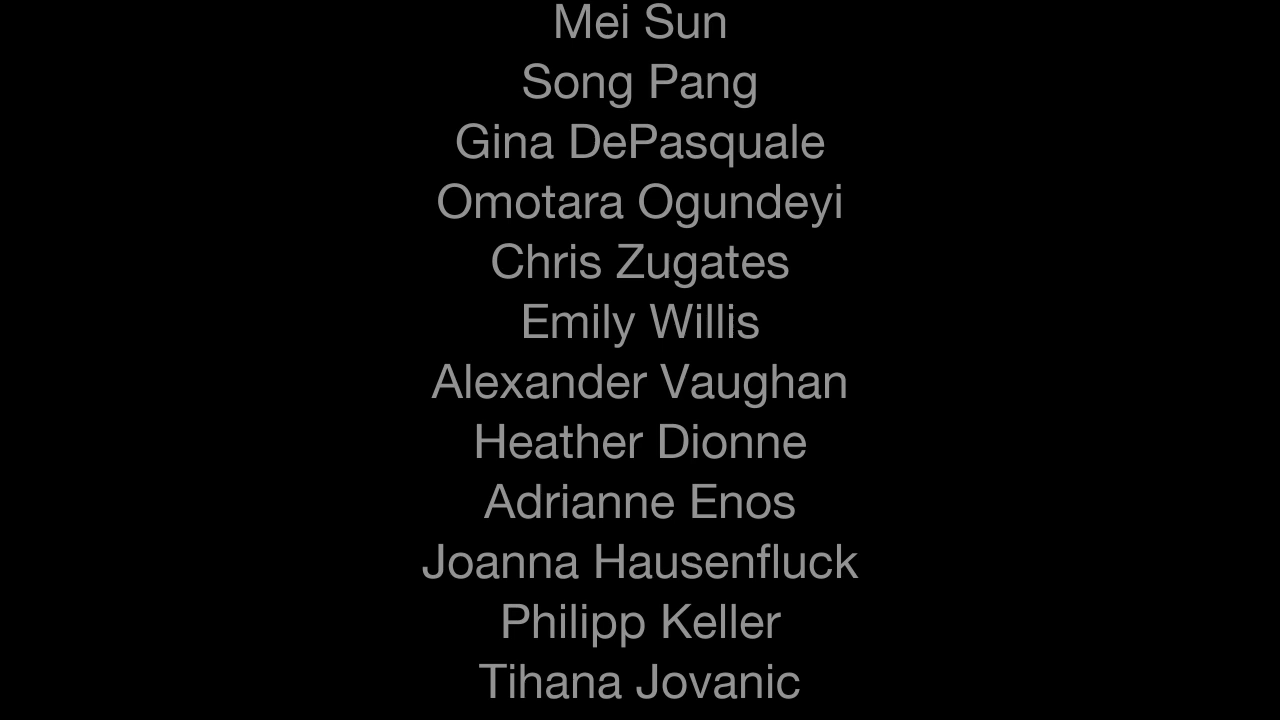 Mei Sun
Song Pang
Gina DePasquale
Omotara Ogundeyi
Chris Zugates
Emily Willis
Alexander Vaughan
Heather Dionne
Adrianne Enos
Joanna Hausenfluck
Philipp Keller
Tihana Jovanic